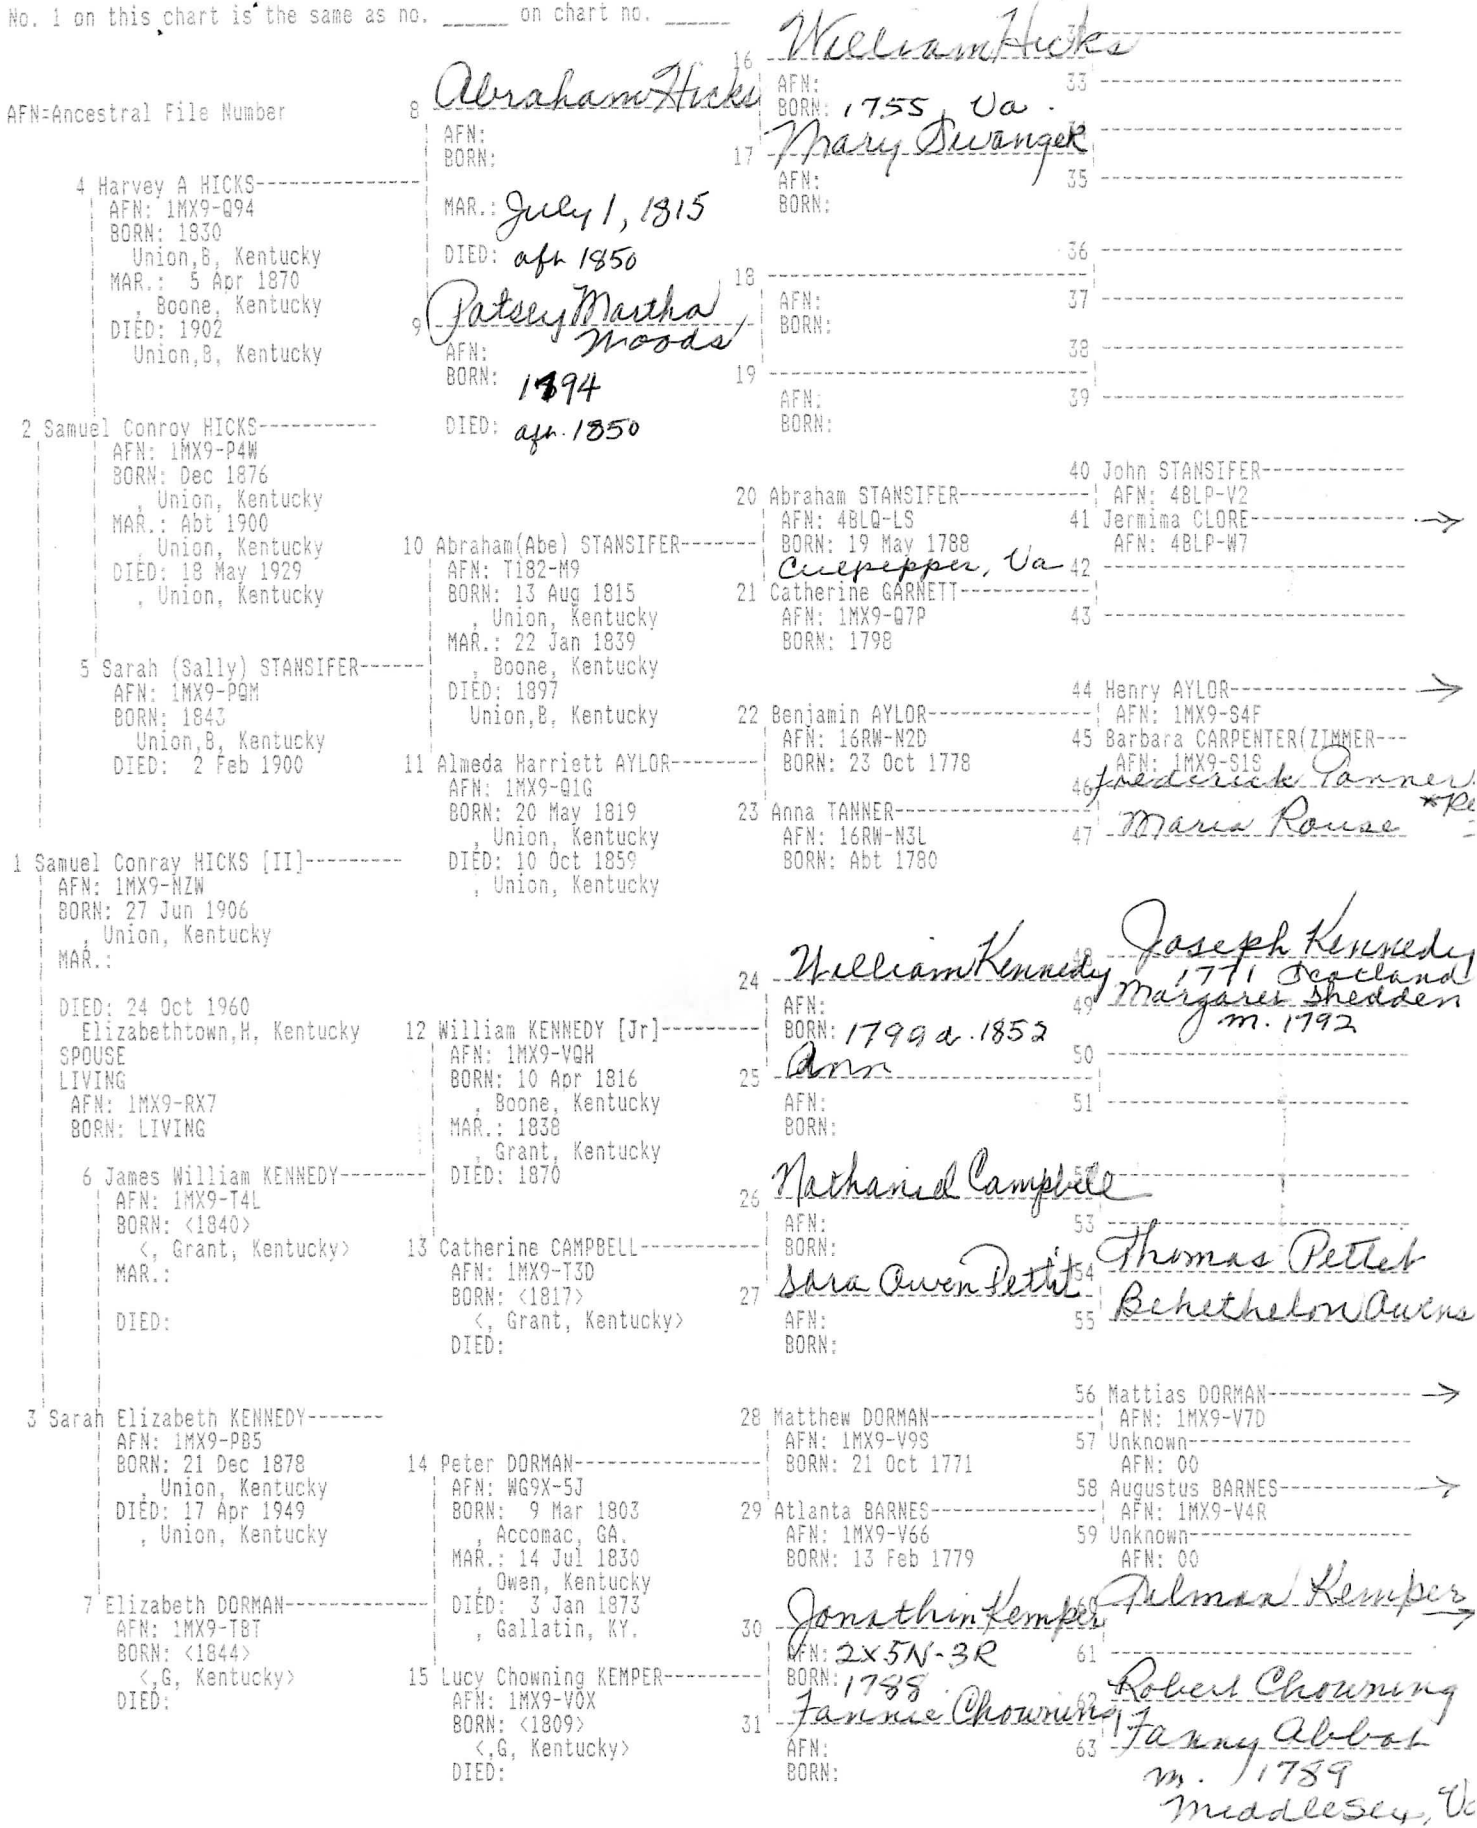 No. 1 on this chart is the same as no. ______ on chart no. ______
AFN=Ancestral File Number
1 Samuel Conray HICKS [II]---------
AFN: 1MX9-NZW
BORN: 27 Jun 1906
, Union, Kentucky
MAR.:
DIED: 24 Oct 1960
Elizabethtown,H, Kentucky
SPOUSE
LIVING
AFN: 1MX9-RX7
BORN: LIVING
2 Samuel Conroy HICKS-----------
AFN: 1MX9-P4W
BORN: Dec 1876
, Union, Kentucky
MAR.: Abt 1900
, Union, Kentucky
DIED: 18 May 1929
, Union, Kentucky
3 Sarah Elizabeth KENNEDY-------
AFN: 1MX9-PB5
BORN: 21 Dec 1878
, Union, Kentucky
DIED: 17 Apr 1949
, Union, Kentucky
4 Harvey A HICKS---------------
AFN: 1MX9-Q94
BORN: 1830
Union,B, Kentucky
MAR.: 5 Apr 1870
, Boone, Kentucky
DIED: 1902
Union,B, Kentucky
5 Sarah (Sally) STANSIFER------
AFN: 1MX9-PQM
BORN: 1843
Union,B, Kentucky
DIED: 2 Feb 1900
6 James William KENNEDY--------
AFN: 1MX9-T4L
BORN: <1840>
<, Grant, Kentucky>
MAR.:
DIED:
7 Elizabeth DORMAN-------------
AFN: 1MX9-TBT
BORN: <1844>
<,G, Kentucky>
DIED:
8 Abraham Hicks
AFN:
BORN:
MAR.: July 1, 1815
DIED: aft 1850
9 Patsey Martha
Woods
AFN:
BORN: 1794
DIED: aft. 1850
10 Abraham(Abe) STANSIFER-------
AFN: T182-M9
BORN: 13 Aug 1815
, Union, Kentucky
MAR.: 22 Jan 1839
, Boone, Kentucky
DIED: 1897
Union,B, Kentucky
11 Almeda Harriett AYLOR--------
AFN: 1MX9-Q1G
BORN: 20 May 1819
, Union, Kentucky
DIED: 10 Oct 1859
, Union, Kentucky
12 William KENNEDY [Jr]---------
AFN: 1MX9-VQH
BORN: 10 Apr 1816
, Boone, Kentucky
MAR.: 1838
, Grant, Kentucky
DIED: 1870
13 Catherine CAMPBELL-----------
AFN: 1MX9-T3D
BORN: <1817>
<, Grant, Kentucky>
DIED:
14 Peter DORMAN-----------------
AFN: WG9X-5J
BORN: 9 Mar 1803
, Accomac, GA.
MAR.: 14 Jul 1830
, Owen, Kentucky
DIED: 3 Jan 1873
, Gallatin, KY.
15 Lucy Chowning KEMPER---------
AFN: 1MX9-V0X
BORN: <1809>
<,G, Kentucky>
DIED:
16 William Hicks
AFN:
BORN: 1755, Va.
17 Mary Swanger
AFN:
BORN:
18
AFN:
BORN:
19
AFN:
BORN:
20 Abraham STANSIFER-----------
AFN: 4BLQ-LS
BORN: 19 May 1788
Culpepper, Va
21 Catherine GARNETT-----------
AFN: 1MX9-Q7P
BORN: 1798
22 Benjamin AYLOR--------------
AFN: 16RW-N2D
BORN: 23 Oct 1778
23 Anna TANNER-----------------
AFN: 16RW-N3L
BORN: Abt 1780
24 William Kennedy
AFN:
BORN: 1799 d. 1852
25 Ann
AFN:
BORN:
26 Nathaniel Campbell
AFN:
BORN:
27 Sara Owen Pettit
AFN:
BORN:
28 Matthew DORMAN--------------
AFN: 1MX9-V9S
BORN: 21 Oct 1771
29 Atlanta BARNES--------------
AFN: 1MX9-V66
BORN: 13 Feb 1779
30 Jonathin Kemper
AFN: 2X5N-3R
BORN: 1788
31 Fannie Chowning
AFN:
BORN:
33
35
36
37
38
39
40 John STANSIFER------------
AFN: 4BLP-V2
41 Jermima CLORE------------- →
AFN: 4BLP-W7
42
43
44 Henry AYLOR--------------- →
AFN: 1MX9-S4F
45 Barbara CARPENTER(ZIMMER---
AFN: 1MX9-S1S
46 Frederick Tanner
*Re
47 Maria Rouse
48 Joseph Kennedy
1771 Scotland
49 Margaret Shedden
m. 1792
50
51
53
54 Thomas Pettet
55 Behethelon Owens
56 Mattias DORMAN------------ →
AFN: 1MX9-V7D
57 Unknown-------------------
AFN: 00
58 Augustus BARNES----------- →
AFN: 1MX9-V4R
59 Unknown-------------------
AFN: 00
60 Tilman Kemper →
61
62 Robert Chowning
63 Fanny Abbot
m. 1789
Middlesex, Va